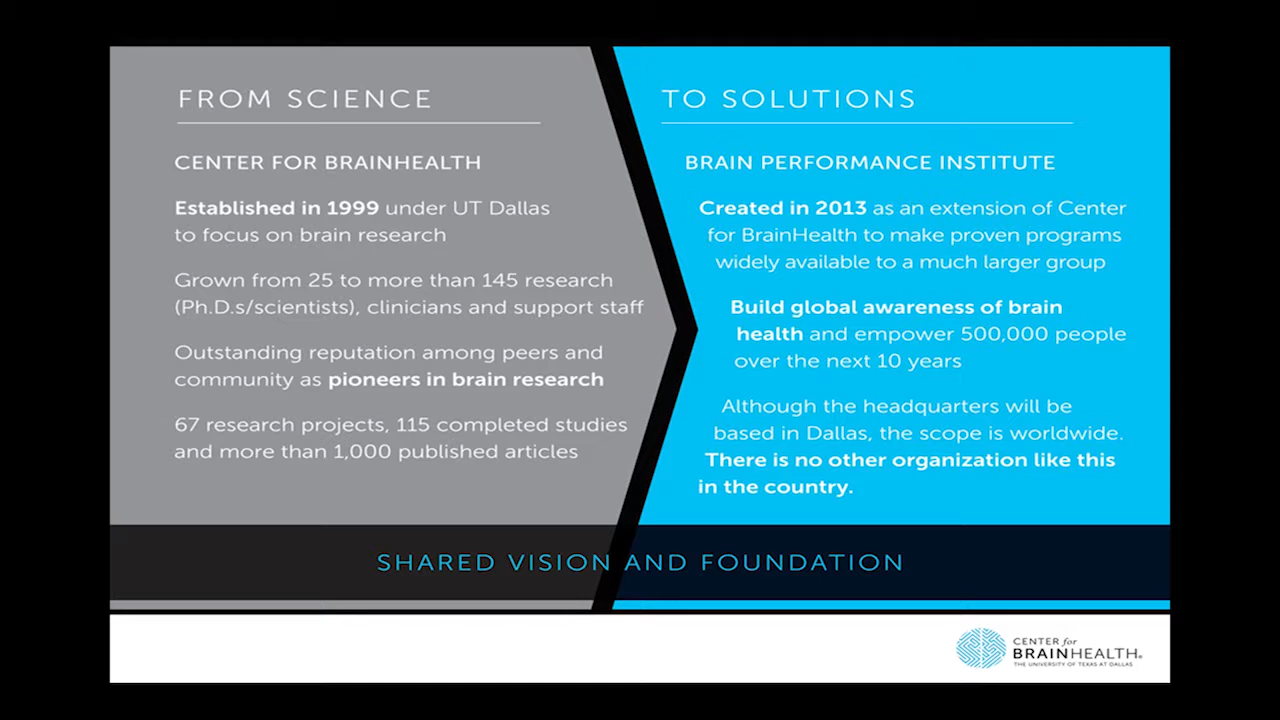 FROM SCIENCE
CENTER FOR BRAINHEALTH
Established in 1999 under UT Dallas
to focus on brain research
Grown from 25 to more than 145 research
(Ph.D.s/scientists), clinicians and support staff
Outstanding reputation among peers and
community as pioneers in brain research
67 research projects, 115 completed studies
and more than 1,000 published articles
TO SOLUTIONS
BRAIN PERFORMANCE INSTITUTE
Created in 2013 as an extension of Center
for BrainHealth to make proven programs
widely available to a much larger group
Build global awareness of brain
health and empower 500,000 people
over the next 10 years
Although the headquarters will be
based in Dallas, the scope is worldwide.
There is no other organization like this
in the country.
SHARED VISION AND FOUNDATION
CENTER for
BRAINHEALTH®
THE UNIVERSITY OF TEXAS AT DALLAS